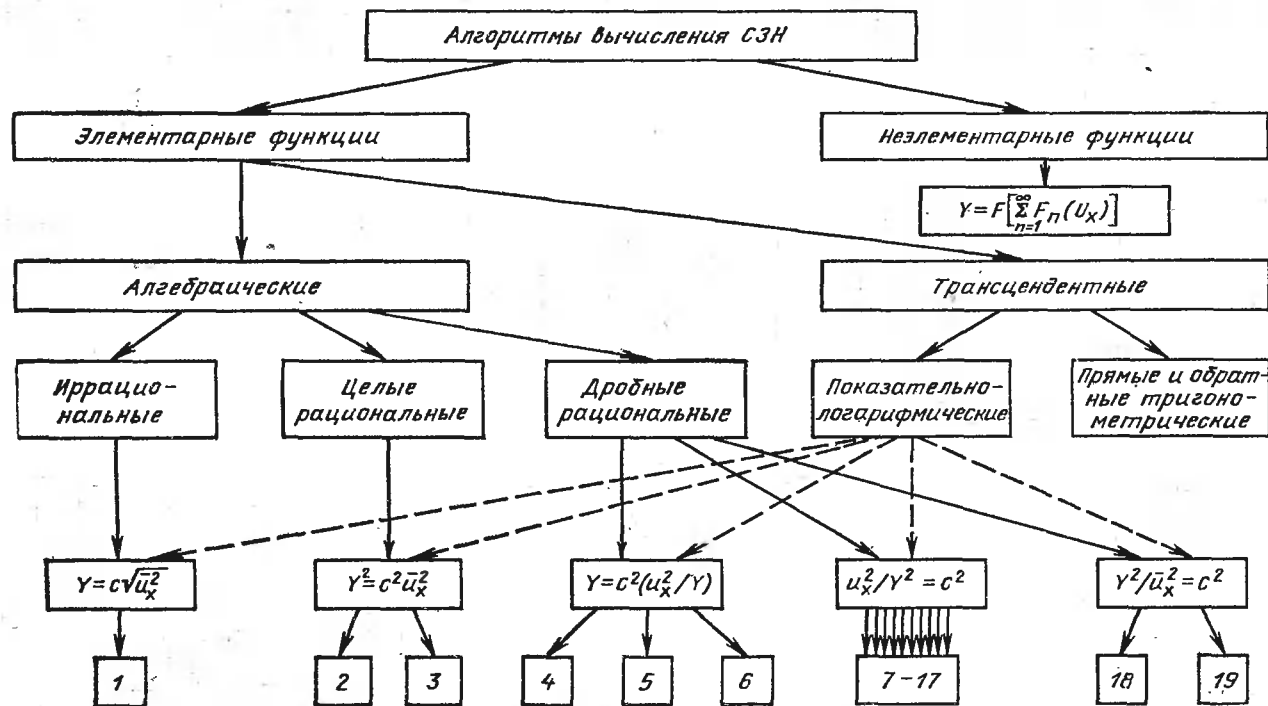 Алгоритмы вычисления СЗН
Элементарные функции
Неэлементарные функции
Y=F[∑_{n=1}^{∞} F_n(U_x)]
Алгебраические
Трансцендентные
Иррацио-
нальные
Целые
рациональные
Дробные
рациональные
Показательно-
логарифмические
Прямые и обрат-
ные тригоно-
метрические
Y=c√ū_x²
Y²=c²ū_x²
Y=c²(u_x²/Y)
u_x²/Y²=c²
Y²/ū_x²=c²
1
2
3
4
5
6
7-17
18
19